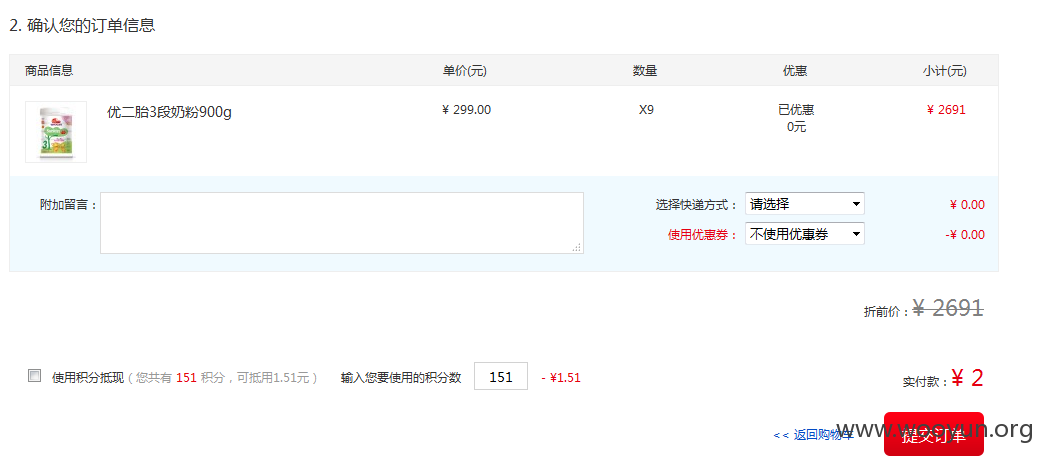 2. 确认您的订单信息
商品信息 单价(元) 数量 优惠 小计(元)
优二胎3段奶粉900g ¥ 299.00 X9 已优惠 ¥ 2691
0元
附加留言： 选择快递方式： 请选择 ¥ 0.00
使用优惠券： 不使用优惠券 -¥ 0.00
折前价：¥ 2691
使用积分抵现（您共有 151 积分，可抵用1.51元） 输入您要使用的积分数 151 - ¥1.51 实付款：¥ 2
<< 返回购物车 提交订单
www.wooyun.org